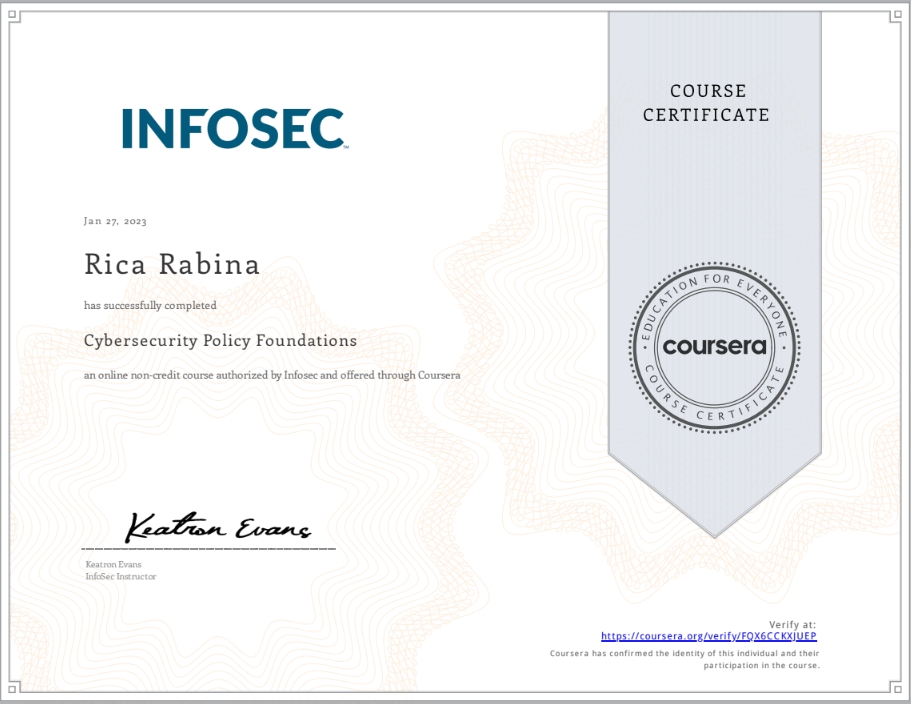 COURSE
CERTIFICATE
INFOSEC™
Jan 27, 2023
Rica Rabina
has successfully completed
Cybersecurity Policy Foundations
an online non-credit course authorized by Infosec and offered through Coursera
EDUCATION FOR EVERYONE
coursera
COURSE CERTIFICATE
Keatron Evans
Keatron Evans
InfoSec Instructor
Verify at:
https://coursera.org/verify/FQX6CCKXJUEP
Coursera has confirmed the identity of this individual and their
participation in the course.